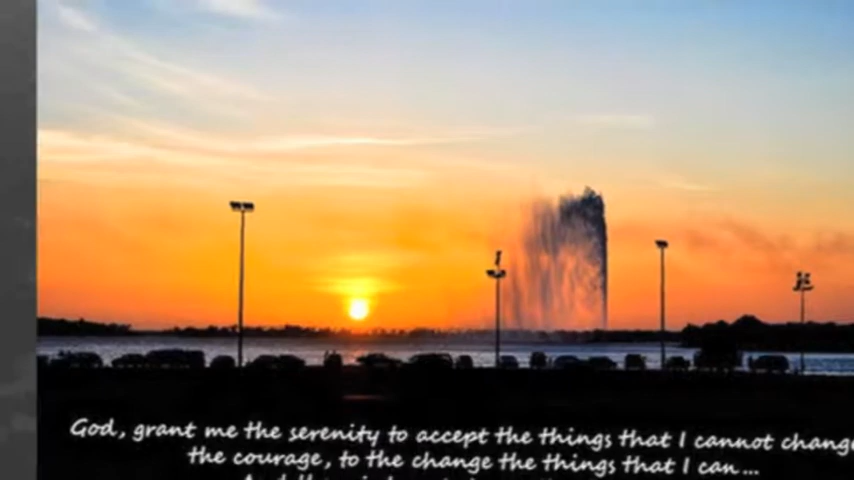 God, grant me the serenity to accept the things that I cannot change
the courage, to the change the things that I can...